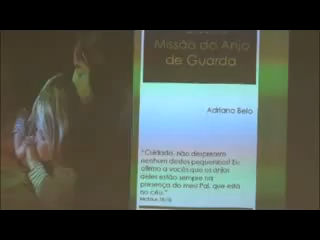 Missão do Anjo
de Guarda
Adriano Belo
"Cuidado, não desprezem
nenhum destes pequeninos! Eu
afirmo a vocês que os anjos
deles estão sempre na
presença do meu Pai, que está
no céu."